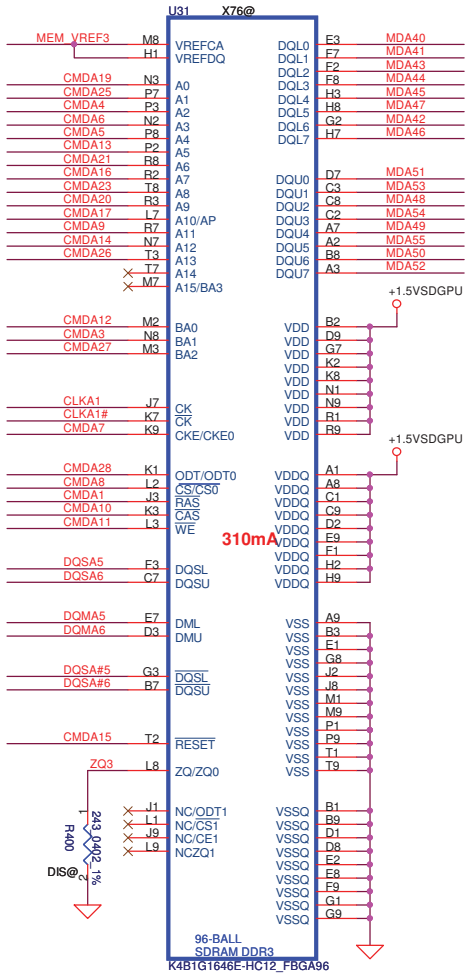 U31 X76@
MEM_VREF3 M8 VREFCA DQL0 E3 MDA40
H1 VREFDQ DQL1 F7 MDA41
DQL2 F2 MDA43
CMDA19 N3 A0 DQL3 F8 MDA44
CMDA25 P7 A1 DQL4 H3 MDA45
CMDA4 P3 A2 DQL5 H8 MDA47
CMDA6 N2 A3 DQL6 G2 MDA42
CMDA5 P8 A4 DQL7 H7 MDA46
CMDA13 P2 A5
CMDA21 R8 A6
CMDA16 R2 A7 DQU0 D7 MDA51
CMDA23 T8 A8 DQU1 C3 MDA53
CMDA20 R3 A9 DQU2 C8 MDA48
CMDA17 L7 A10/AP DQU3 C2 MDA54
CMDA9 R7 A11 DQU4 A7 MDA49
CMDA14 N7 A12 DQU5 A2 MDA55
CMDA26 T3 A13 DQU6 B8 MDA50
T7 A14 DQU7 A3 MDA52
M7 A15/BA3
+1.5VSDGPU
CMDA12 M2 BA0 VDD B2
CMDA3 N8 BA1 VDD D9
CMDA27 M3 BA2 VDD G7
VDD K2
VDD K8
VDD N1
CLKA1 J7 CK VDD N9
CLKA1# K7 CK VDD R1
CMDA7 K9 CKE/CKE0 VDD R9
+1.5VSDGPU
CMDA28 K1 ODT/ODT0 VDDQ A1
CMDA8 L2 CS/CS0 VDDQ A8
CMDA1 J3 RAS VDDQ C1
CMDA10 K3 CAS VDDQ C9
CMDA11 L3 WE VDDQ D2
310mA VDDQ E9
VDDQ F1
DQSA5 F3 DQSL VDDQ H2
DQSA6 C7 DQSU VDDQ H9
DQMA5 E7 DML VSS A9
DQMA6 D3 DMU VSS B3
VSS E1
VSS G8
DQSA#5 G3 DQSL VSS J2
DQSA#6 B7 DQSU VSS J8
VSS M1
VSS M9
VSS P1
CMDA15 T2 RESET VSS P9
VSS T1
ZQ3 L8 ZQ/ZQ0 VSS T9
J1 NC/ODT1 VSSQ B1
L1 NC/CS1 VSSQ B9
J9 NC/CE1 VSSQ D1
L9 NCZQ1 VSSQ D8
VSSQ E2
VSSQ E8
VSSQ F9
VSSQ G1
VSSQ G9
1
243_0402_1%
R400
DIS@
2
96-BALL
SDRAM DDR3
K4B1G1646E-HC12_FBGA96